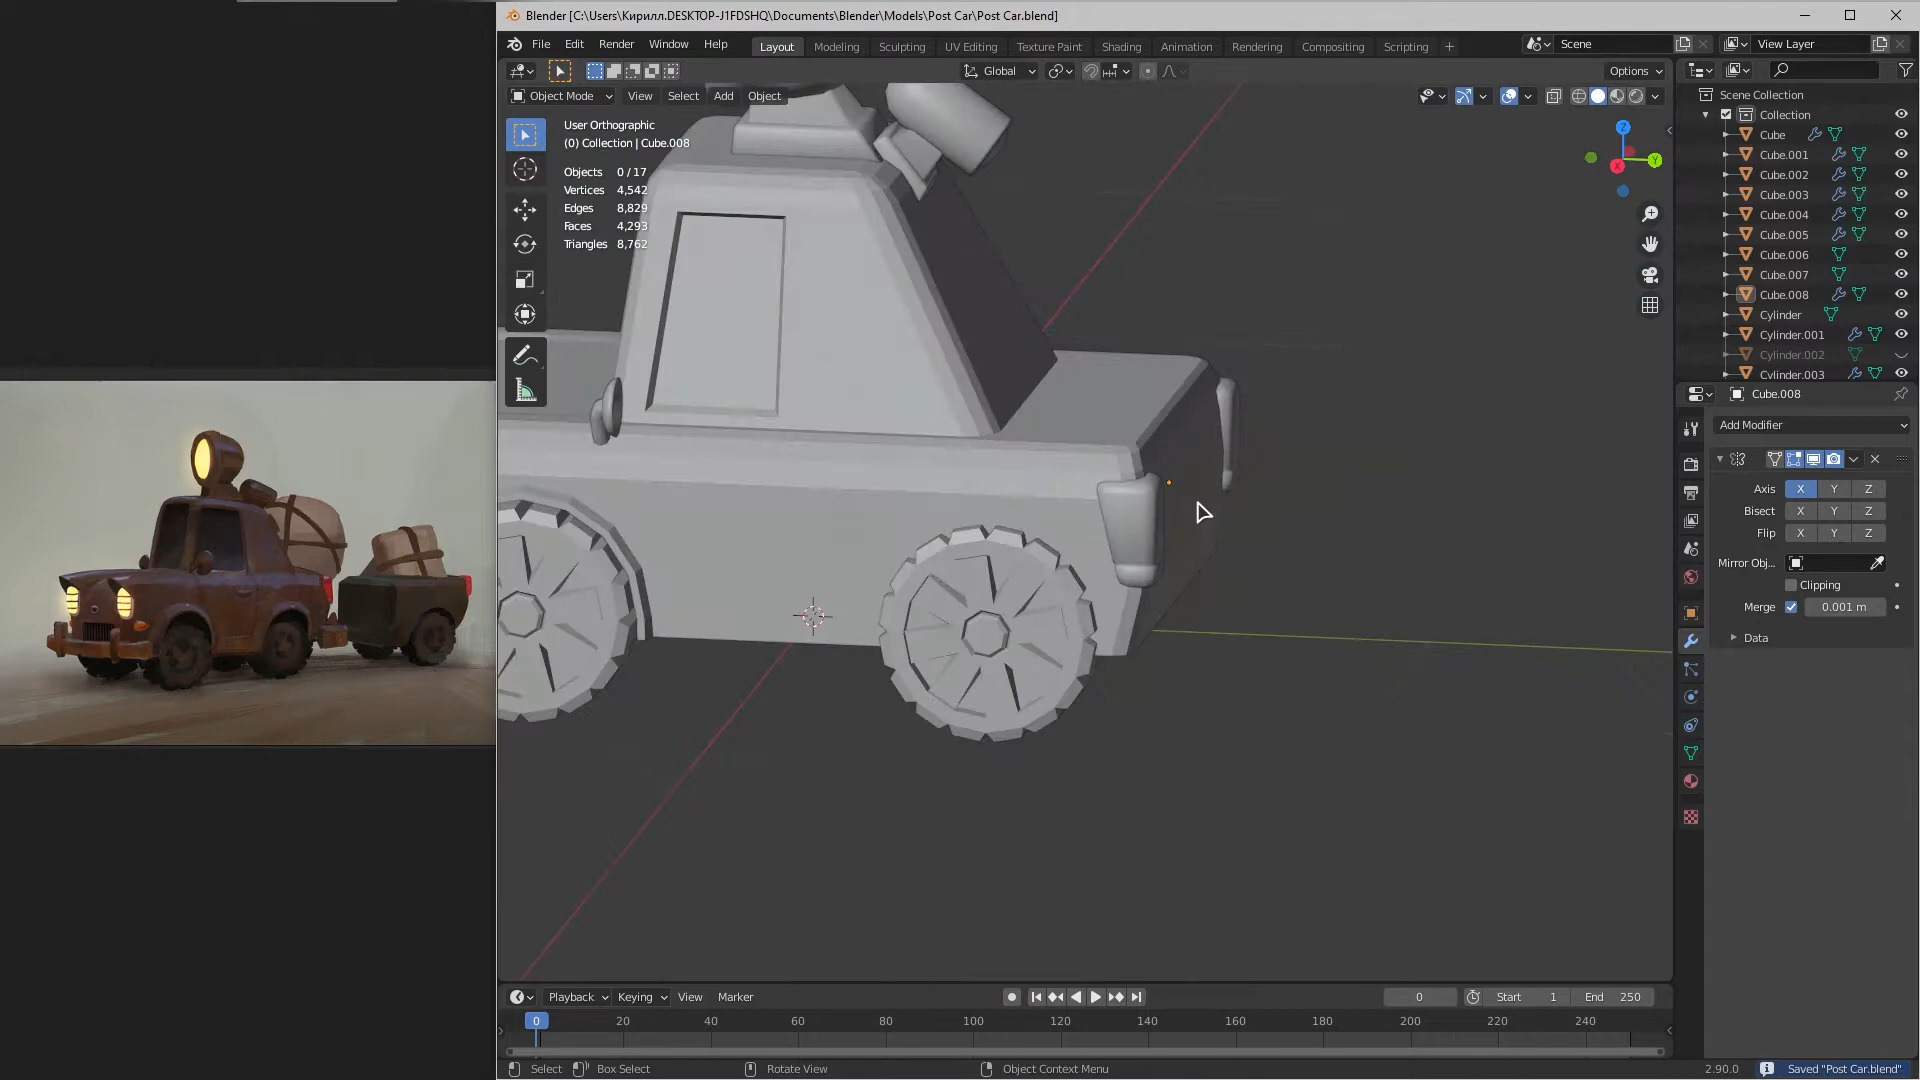 Blender [C:\Users\Кирилл.DESKTOP-J1FDSHQ\Documents\Blender\Models\Post Car\Post Car.blend]
File Edit Render Window Help Layout Modeling Sculpting UV Editing Texture Paint Shading Animation Rendering Compositing Scripting + Scene View Layer
Global Options
Object Mode View Select Add Object
User Orthographic
(0) Collection | Cube.008
Objects 0 / 17
Vertices 4,542
Edges 8,829
Faces 4,293
Triangles 8,762
Z
Y
X
Scene Collection
Collection
Cube
Cube.001
Cube.002
Cube.003
Cube.004
Cube.005
Cube.006
Cube.007
Cube.008
Cylinder
Cylinder.001
Cylinder.002
Cylinder.003
Cube.008
Add Modifier
Axis X Y Z
Bisect X Y Z
Flip X Y Z
Mirror Obj...
Clipping
Merge 0.001 m
Data
Playback Keying View Marker 0 Start 1 End 250
0 20 40 60 80 100 120 140 160 180 200 220 240
Select Box Select Rotate View Object Context Menu 2.90.0 Saved "Post Car.blend"